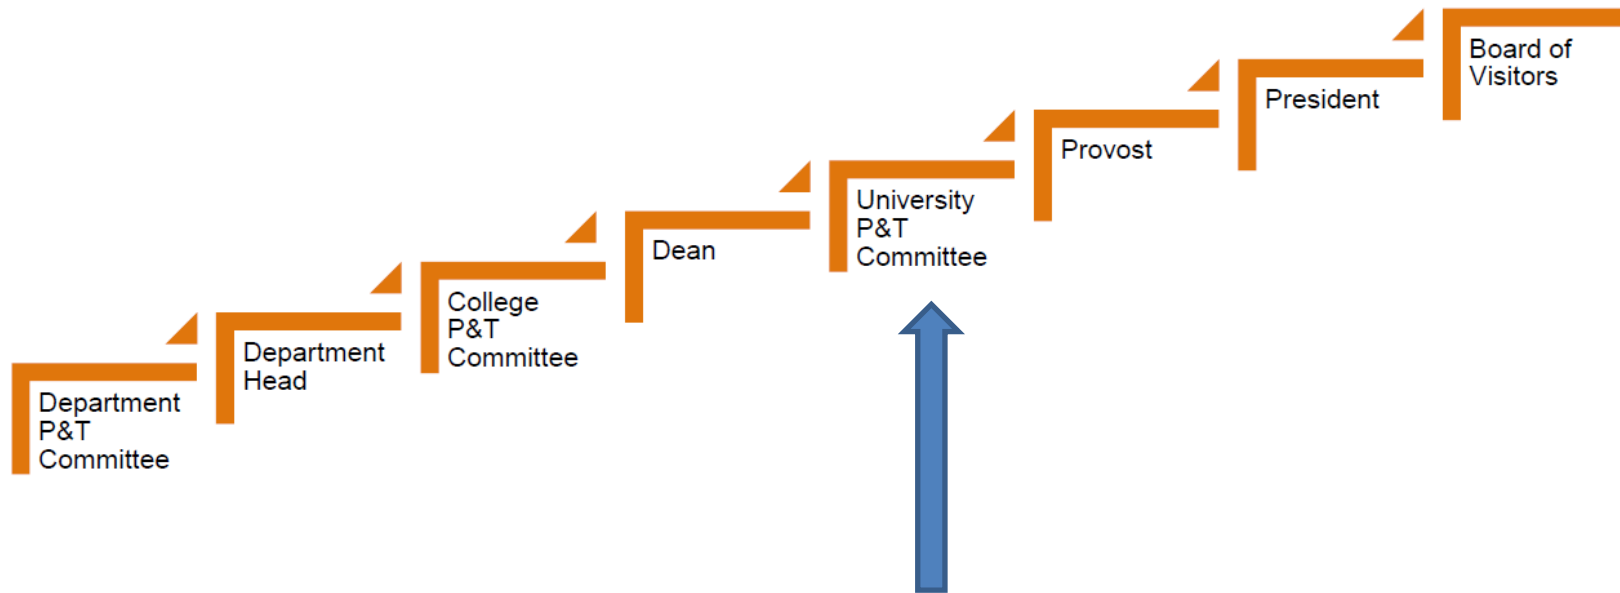 Department
P&T
Committee
Department
Head
College
P&T
Committee
Dean
University
P&T
Committee
Provost
President
Board of
Visitors